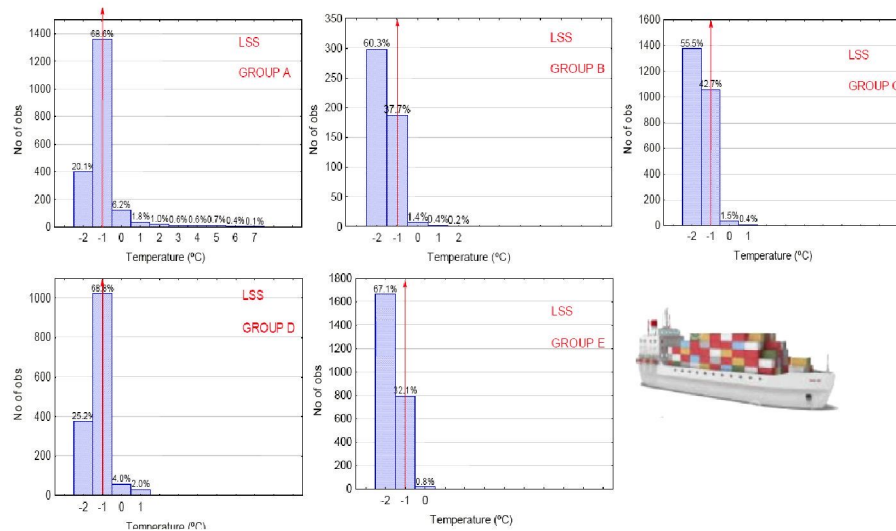 1400
1200
1000
800
600
400
200
0
No of obs
20.1%
68.6%
6.2%
1.8%
1.0%
0.6%
0.6%
0.7%
0.4%
0.1%
LSS
GROUP A
-2 -1 0 1 2 3 4 5 6 7
Temperature (ºC)
350
300
250
200
150
100
50
0
No of obs
60.3%
37.7%
1.4%
0.4%
0.2%
LSS
GROUP B
-2 -1 0 1 2
Temperature (ºC)
1600
1400
1200
1000
800
600
400
200
0
No of obs
55.5%
42.7%
1.5%
0.4%
LSS
GROUP C
-2 -1 0 1
Temperature (ºC)
1000
800
600
400
200
0
No of obs
25.2%
68.8%
4.0%
2.0%
LSS
GROUP D
-2 -1 0 1
Temperature (ºC)
1800
1600
1400
1200
1000
800
600
400
200
0
No of obs
67.1%
32.1%
0.8%
LSS
GROUP E
-2 -1 0
Temperature (ºC)